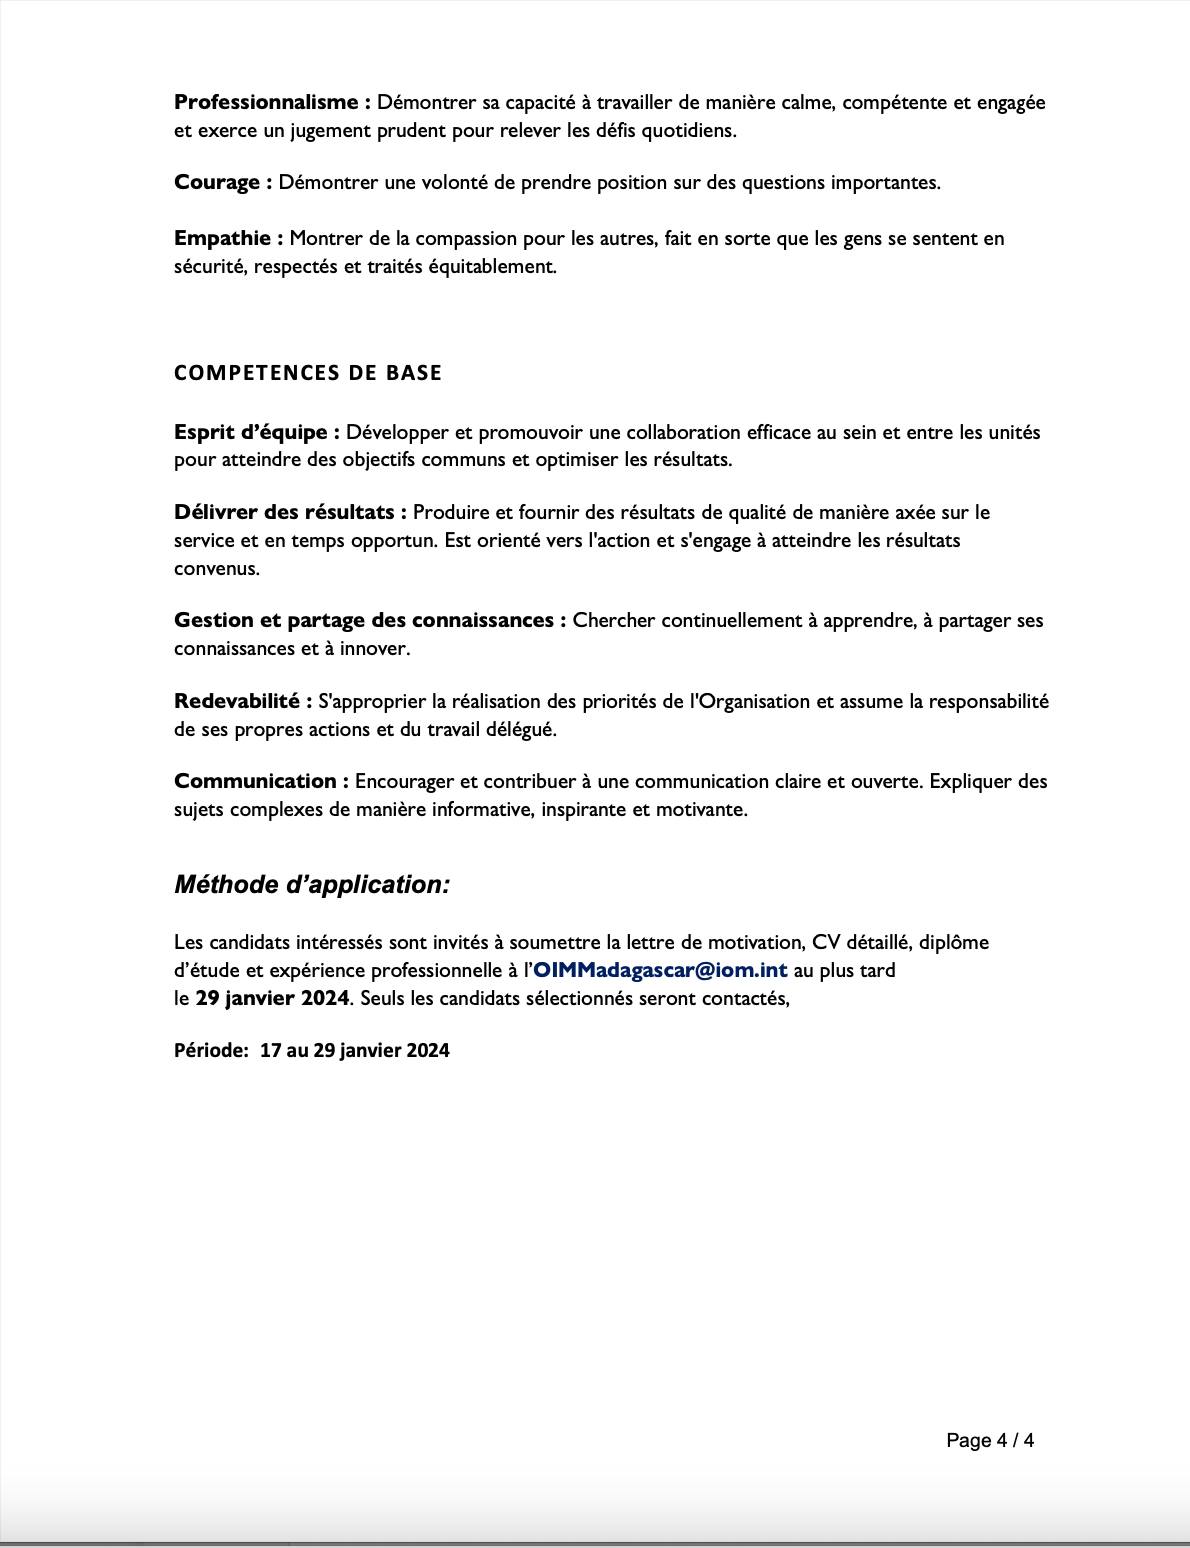 Professionnalisme : Démontrer sa capacité à travailler de manière calme, compétente et engagée
et exerce un jugement prudent pour relever les défis quotidiens.
Courage : Démontrer une volonté de prendre position sur des questions importantes.
Empathie : Montrer de la compassion pour les autres, fait en sorte que les gens se sentent en
sécurité, respectés et traités équitablement.
COMPETENCES DE BASE
Esprit d’équipe : Développer et promouvoir une collaboration efficace au sein et entre les unités
pour atteindre des objectifs communs et optimiser les résultats.
Délivrer des résultats : Produire et fournir des résultats de qualité de manière axée sur le
service et en temps opportun. Est orienté vers l'action et s'engage à atteindre les résultats
convenus.
Gestion et partage des connaissances : Chercher continuellement à apprendre, à partager ses
connaissances et à innover.
Redevabilité : S'approprier la réalisation des priorités de l'Organisation et assume la responsabilité
de ses propres actions et du travail délégué.
Communication : Encourager et contribuer à une communication claire et ouverte. Expliquer des
sujets complexes de manière informative, inspirante et motivante.
Méthode d’application:
Les candidats intéressés sont invités à soumettre la lettre de motivation, CV détaillé, diplôme
d’étude et expérience professionnelle à l’OIMMadagascar@iom.int au plus tard
le 29 janvier 2024. Seuls les candidats sélectionnés seront contactés,
Période:  17 au 29 janvier 2024
Page 4 / 4